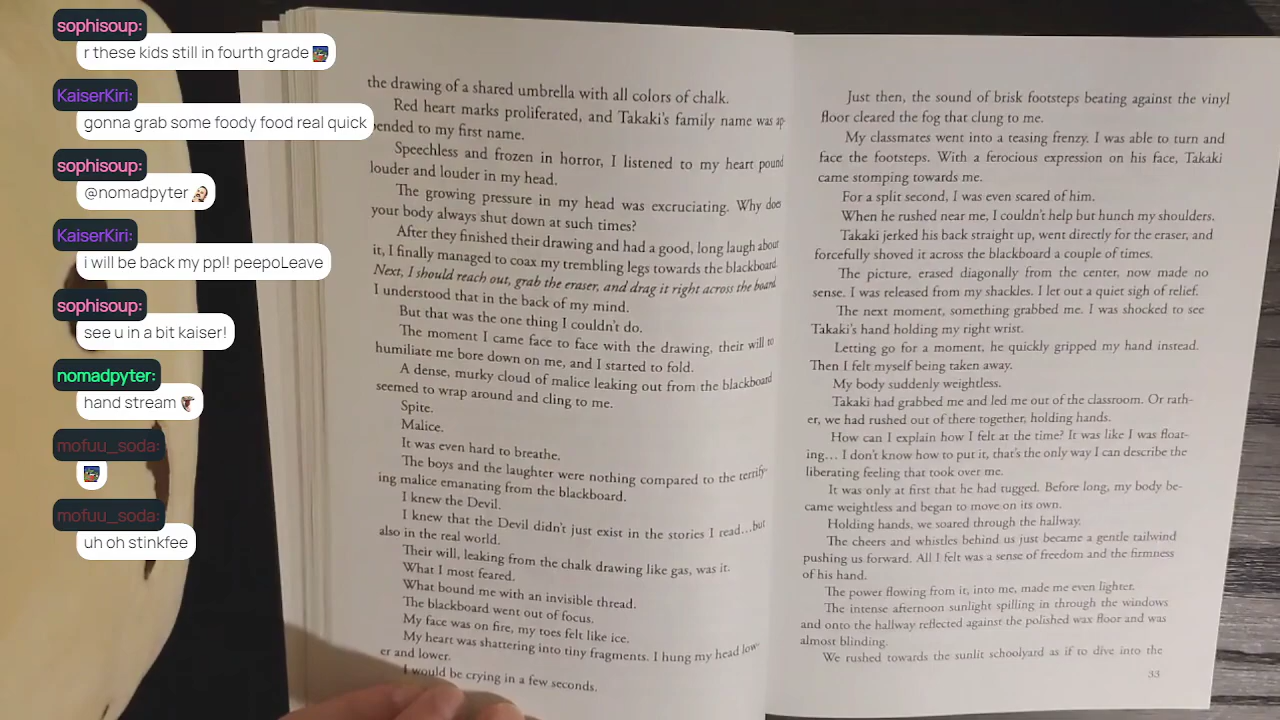 sophisoup:
r these kids still in fourth grade
KaiserKiri:
gonna grab some foody food real quick
sophisoup:
@nomadpyter
KaiserKiri:
i will be back my ppl! peepoLeave
sophisoup:
see u in a bit kaiser!
nomadpyter:
hand stream
mofuu_soda:
mofuu_soda:
uh oh stinkfee
the drawing of a shared umbrella with all colors of chalk.
Red heart marks proliferated, and Takaki's family name was ap
pended to my first name.
Speechless and frozen in horror, I listened to my heart pound
louder and louder in my head.
The growing pressure in my head was excruciating. Why does
your body always shut down at such times?
After they finished their drawing and had a good, long laugh about
it, I finally managed to coax my trembling legs towards the blackboard.
Next, I should reach out, grab the eraser, and drag it right across the board.
I understood that in the back of my mind.
But that was the one thing I couldn't do.
The moment I came face to face with the drawing, their will to
humiliate me bore down on me, and I started to fold.
A dense, murky cloud of malice leaking out from the blackboard
seemed to wrap around and cling to me.
Spite.
Malice.
It was even hard to breathe.
The boys and the laughter were nothing compared to the terrify-
ing malice emanating from the blackboard.
I knew the Devil.
I knew that the Devil didn't just exist in the stories I read...but
also in the real world.
Their will, leaking from the chalk drawing like gas, was it.
What I most feared.
What bound me with an invisible thread.
The blackboard went out of focus.
My face was on fire, my toes felt like ice.
My heart was shattering into tiny fragments. I hung my head low-
er and lower.
I would be crying in a few seconds.
Just then, the sound of brisk footsteps beating against the vinyl
floor cleared the fog that clung to me.
My classmates went into a teasing frenzy. I was able to turn and
face the footsteps. With a ferocious expression on his face, Takaki
came stomping towards me.
For a split second, I was even scared of him.
When he rushed near me, I couldn't help but hunch my shoulders.
Takaki jerked his back straight up, went directly for the eraser, and
forcefully shoved it across the blackboard a couple of times.
The picture, erased diagonally from the center, now made no
sense. I was released from my shackles. I let out a quiet sigh of relief.
The next moment, something grabbed me. I was shocked to see
Takaki's hand holding my right wrist.
Letting go for a moment, he quickly gripped my hand instead.
Then I felt myself being taken away.
My body suddenly weightless.
Takaki had grabbed me and led me out of the classroom. Or rath-
er, we had rushed out of there together, holding hands.
How can I explain how I felt at the time? It was like I was float-
ing... I don't know how to put it, that's the only way I can describe the
liberating feeling that took over me.
It was only at first that he had tugged. Before long, my body be-
came weightless and began to move on its own.
Holding hands, we soared through the hallway.
The cheers and whistles behind us just became a gentle tailwind
pushing us forward. All I felt was a sense of freedom and the firmness
of his hand.
The power flowing from it, into me, made me even lighter.
The intense afternoon sunlight spilling in through the windows
and onto the hallway reflected against the polished wax floor and was
almost blinding.
We rushed towards the sunlit schoolyard as if to dive into the
33